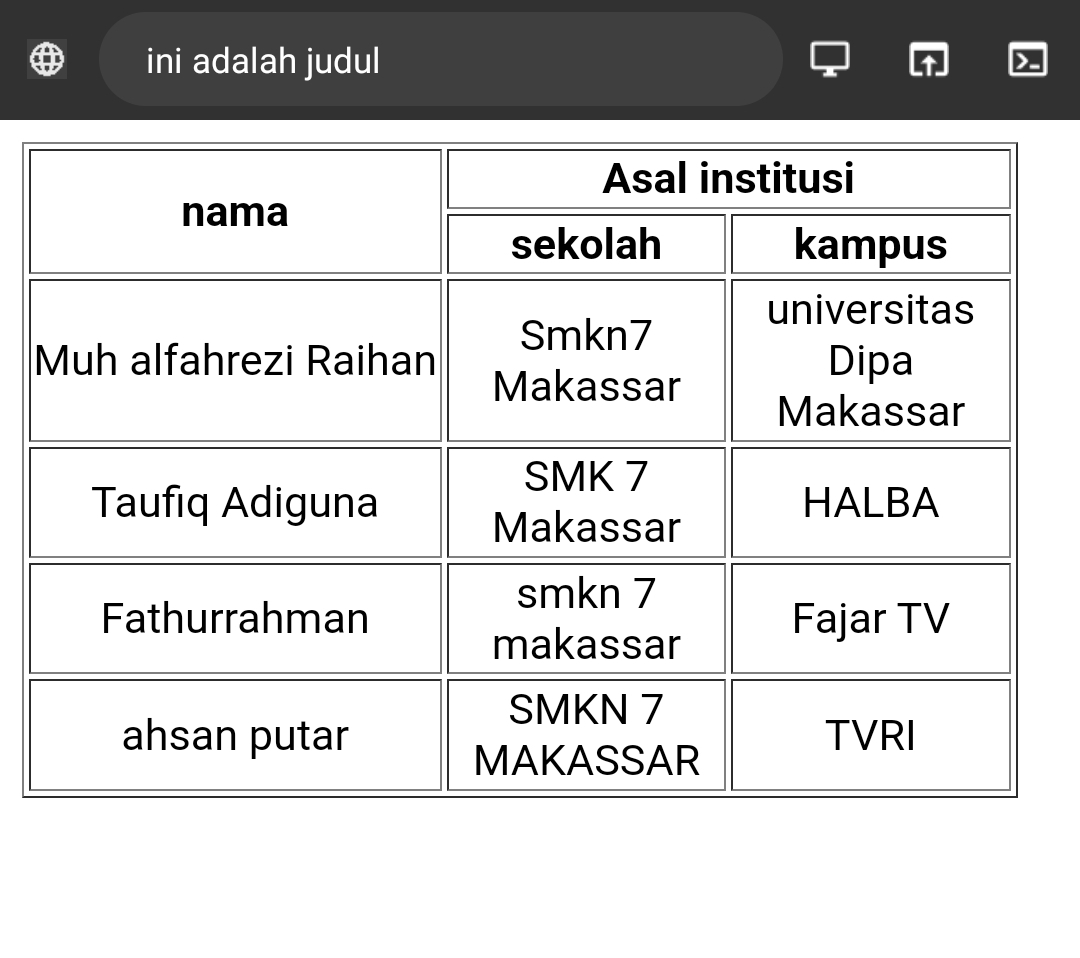 ini adalah judul
nama
Asal institusi
sekolah
kampus
Muh alfahrezi Raihan
Smkn7
Makassar
universitas
Dipa
Makassar
Taufiq Adiguna
SMK 7
Makassar
HALBA
Fathurrahman
smkn 7
makassar
Fajar TV
ahsan putar
SMKN 7
MAKASSAR
TVRI